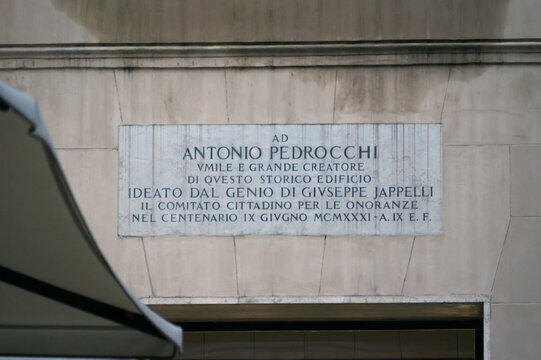 AD
ANTONIO PEDROCCHI
VMILE E GRANDE CREATORE
DI QVESTO STORICO EDIFICIO
IDEATO DAL GENIO DI GIVSEPPE JAPPELLI
IL COMITATO CITTADINO PER LE ONORANZE
NEL CENTENARIO IX GIVGNO MCMXXXI-A. IX E. F.